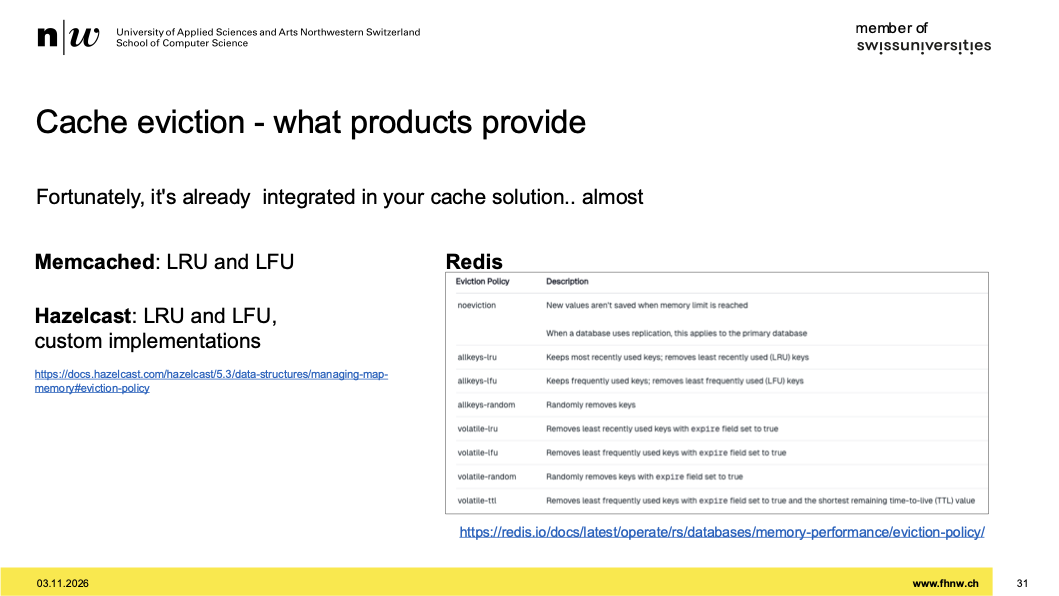 n|w University of Applied Sciences and Arts Northwestern Switzerland
School of Computer Science
member of
swissuniversities
Cache eviction - what products provide
Fortunately, it's already  integrated in your cache solution.. almost
Memcached: LRU and LFU
Hazelcast: LRU and LFU,
custom implementations
https://docs.hazelcast.com/hazelcast/5.3/data-structures/managing-map-
memory#eviction-policy
Redis
Eviction Policy Description
noeviction New values aren't saved when memory limit is reached
When a database uses replication, this applies to the primary database
allkeys-lru Keeps most recently used keys; removes least recently used (LRU) keys
allkeys-lfu Keeps frequently used keys; removes least frequently used (LFU) keys
allkeys-random Randomly removes keys
volatile-lru Removes least recently used keys with expire field set to true
volatile-lfu Removes least frequently used keys with expire field set to true
volatile-random Randomly removes keys with expire field set to true
volatile-ttl Removes least frequently used keys with expire field set to true and the shortest remaining time-to-live (TTL) value
https://redis.io/docs/latest/operate/rs/databases/memory-performance/eviction-policy/
03.11.2026 www.fhnw.ch 31